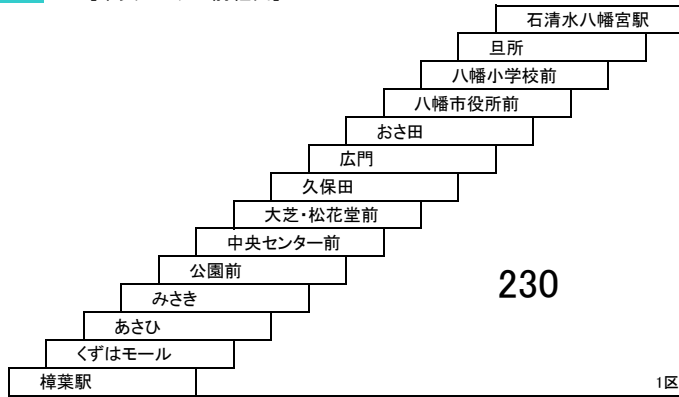 石清水八幡宮駅
旦所
八幡小学校前
八幡市役所前
おさ田
広門
久保田
大芝・松花堂前
中央センター前
公園前
みさき
230
あさひ
くずはモール
樟葉駅
1区